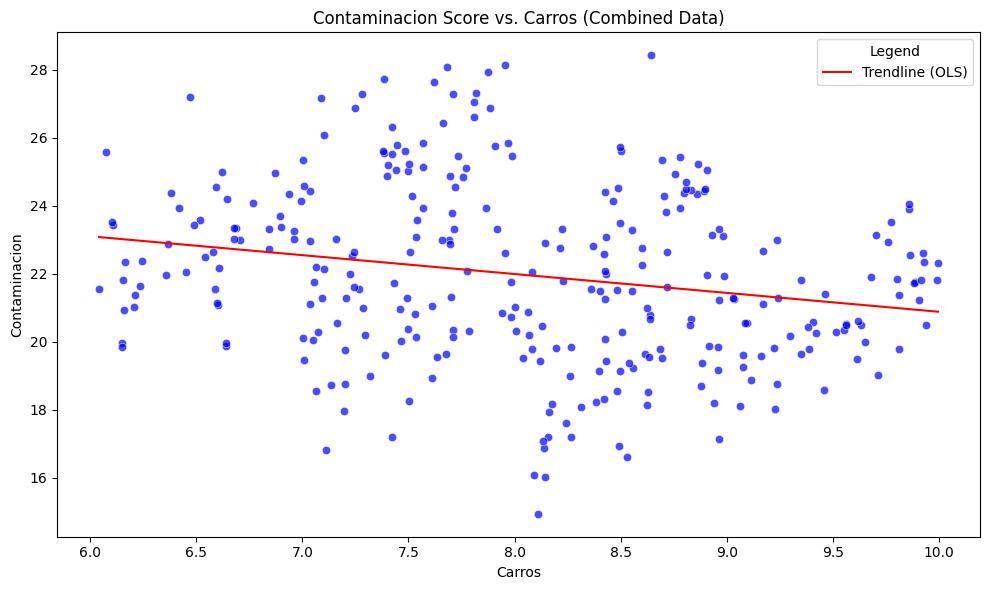 Contaminacion Score vs. Carros (Combined Data)
Legend
Trendline (OLS)
Contaminacion
28
26
24
22
20
18
16
6.0 6.5 7.0 7.5 8.0 8.5 9.0 9.5 10.0
Carros